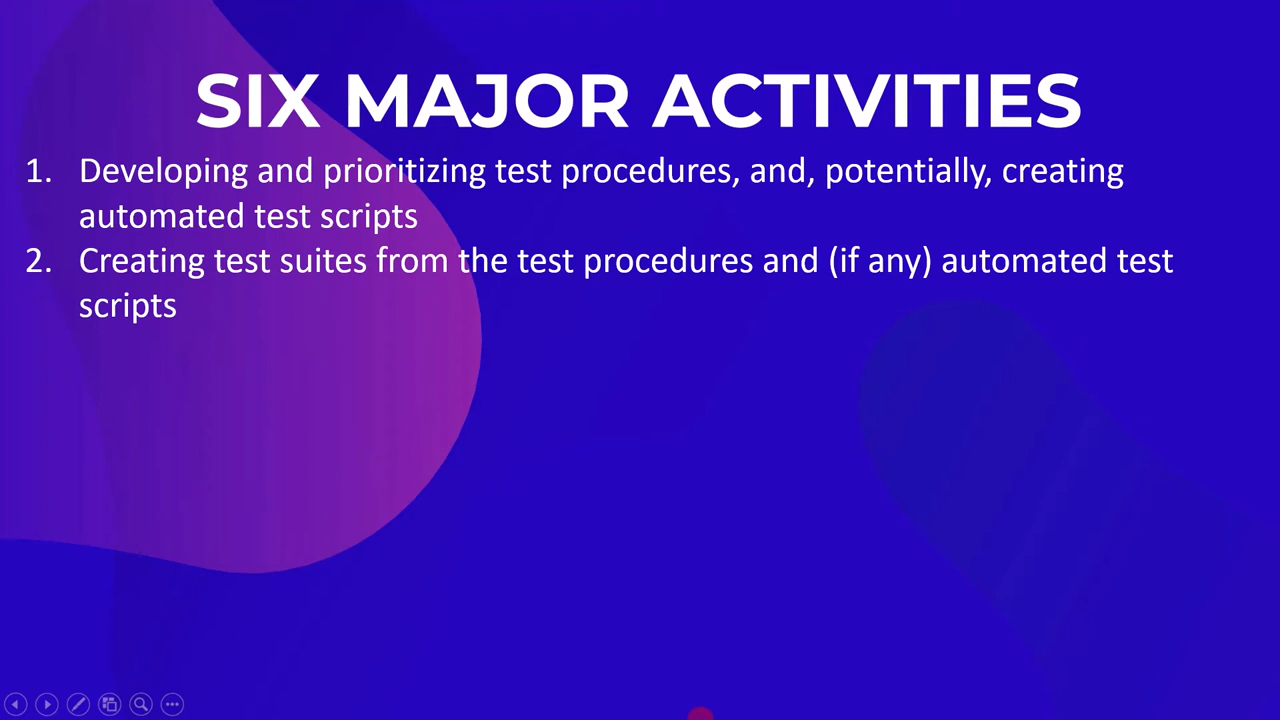 SIX MAJOR ACTIVITIES
1. Developing and prioritizing test procedures, and, potentially, creating
automated test scripts
2. Creating test suites from the test procedures and (if any) automated test
scripts